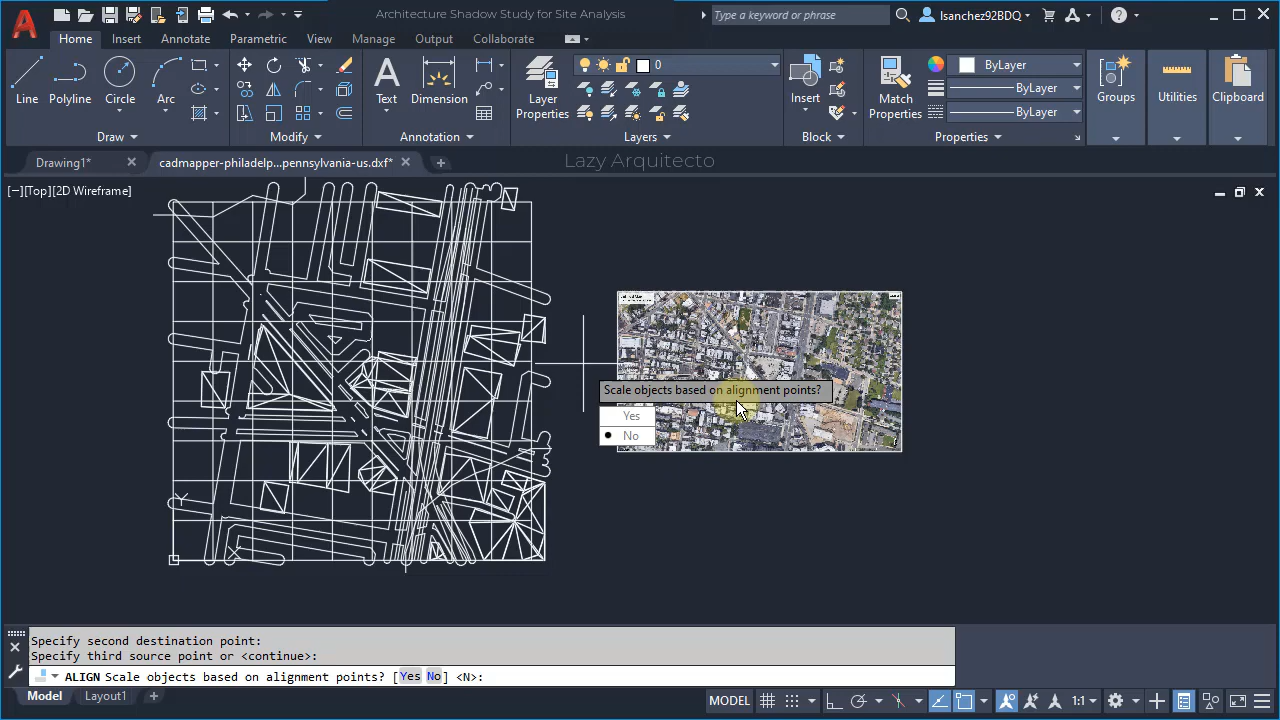 Architecture Shadow Study for Site Analysis
Type a keyword or phrase
lsanchez92BDQ
Home Insert Annotate Parametric View Manage Output Collaborate
Line Polyline Circle Arc
Draw
Modify
Text Dimension
Annotation
Layer Properties
0
Layers
Insert
Block
Match Properties
ByLayer
ByLayer
ByLayer
Properties
Groups
Utilities
Clipboard
Drawing1*
cadmapper-philadelp...pennsylvania-us.dxf*
Lazy Arquitecto
[−][Top][2D Wireframe]
Scale objects based on alignment points?
Yes
No
Specify second destination point:
Specify third source point or <continue>:
ALIGN Scale objects based on alignment points? [Yes No] <N>:
Model Layout1
MODEL
1:1